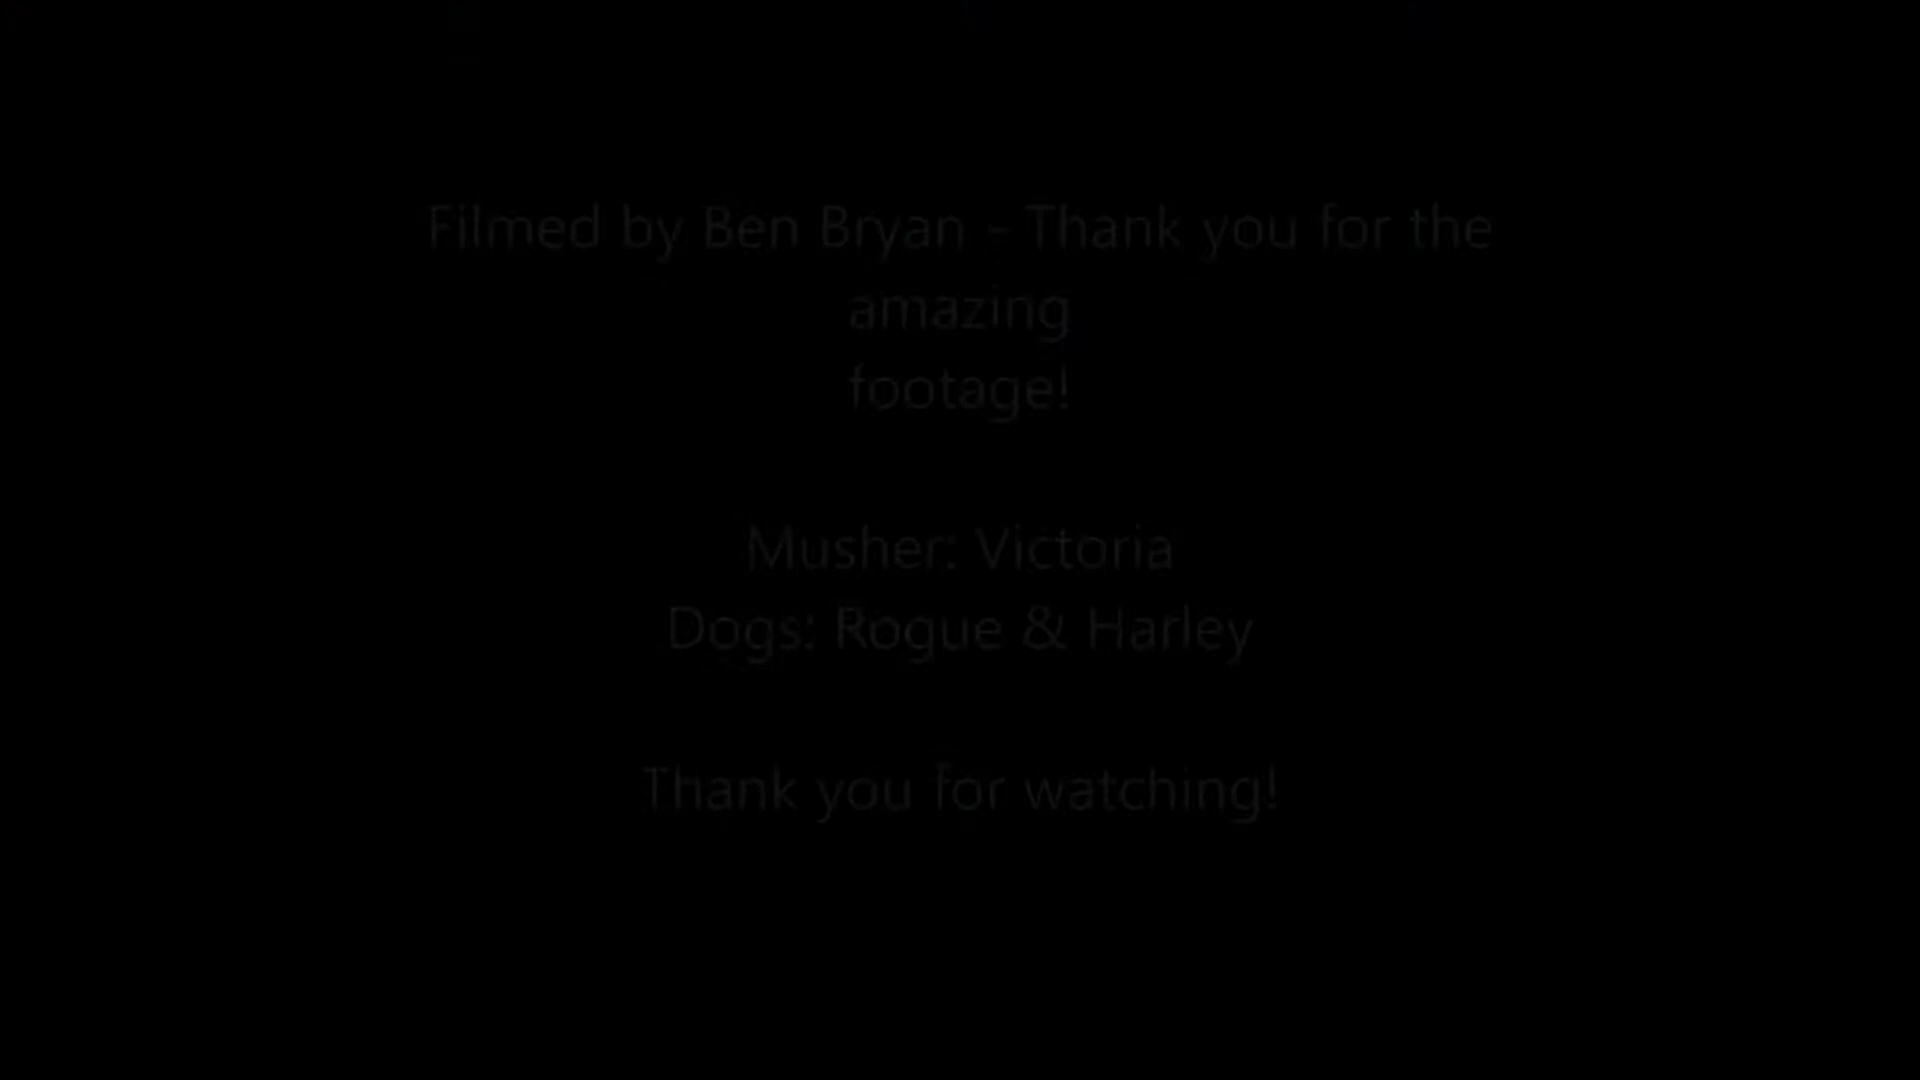 Filmed by Ben Bryan - Thank you for the
amazing
footage!
Musher: Victoria
Dogs: Rogue & Harley
Thank you for watching!